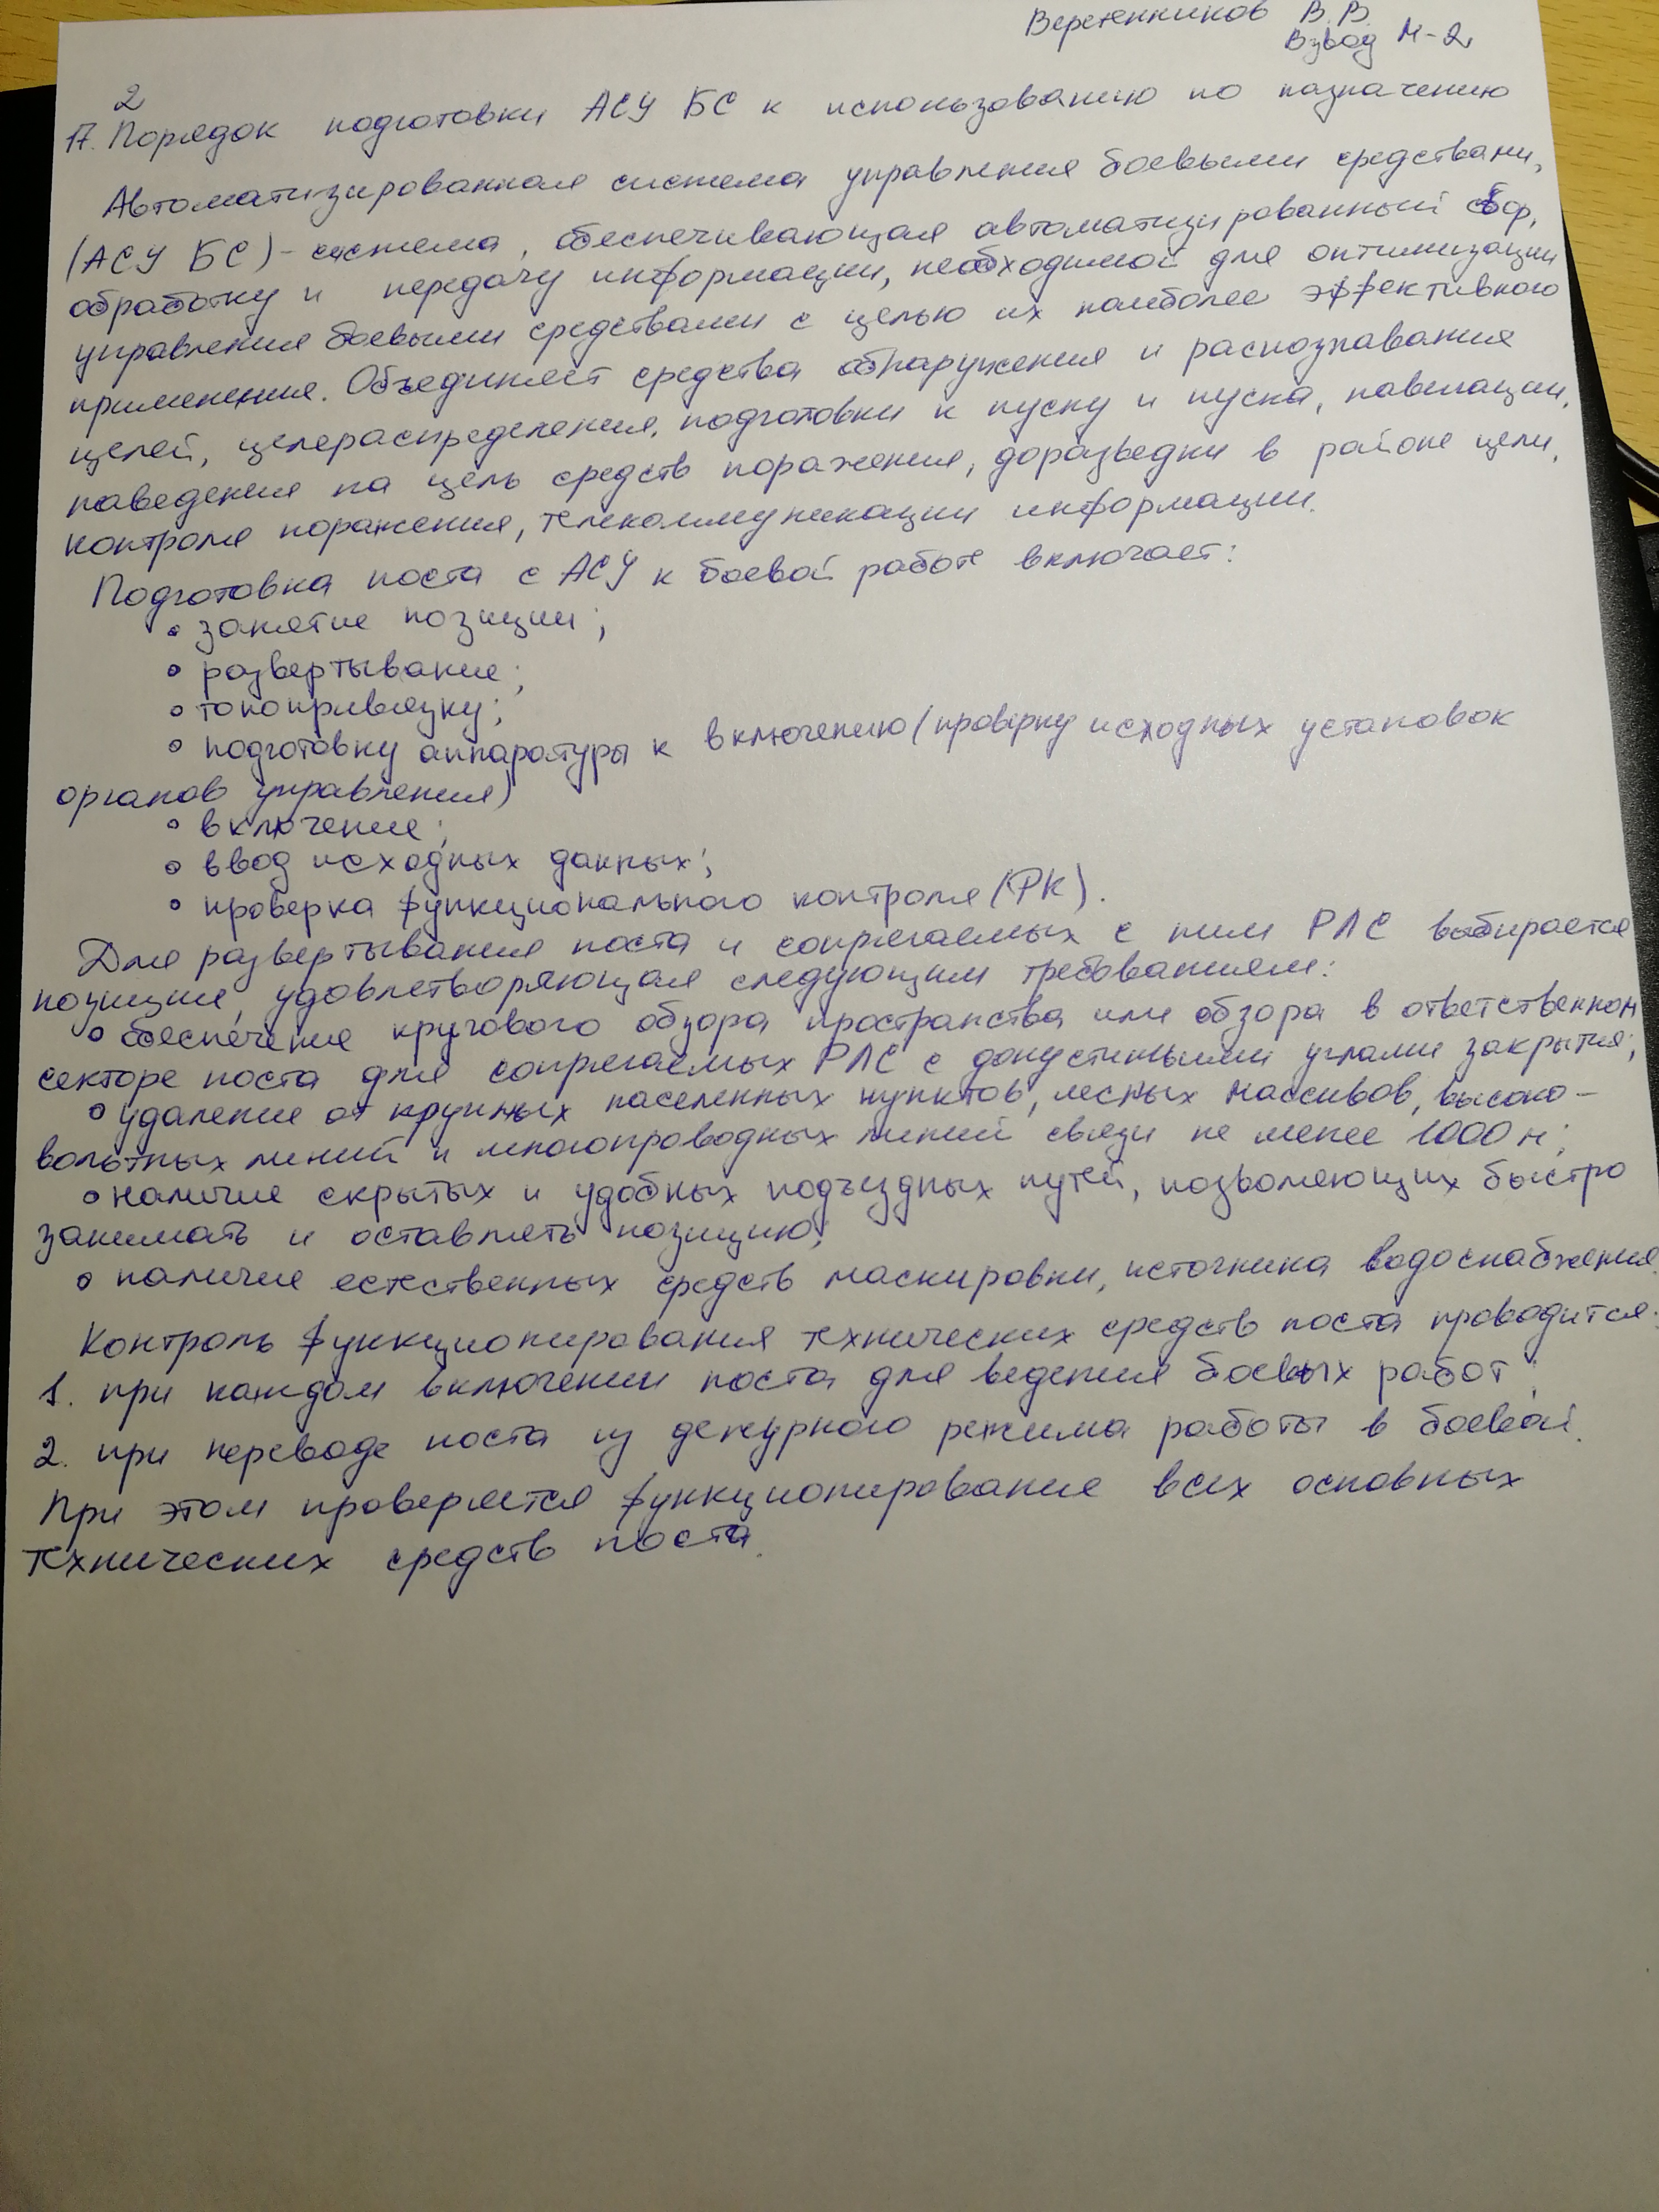 Веретенников В. В.
Взвод М-2
2
17. Порядок подготовки АСУ БС к использованию по назначению
Автоматизированная система управления боевыми средствами,
(АСУ БС) - система, обеспечивающая автоматизированный сбор,
обработку и передачу информации, необходимой для оптимизации
управления боевыми средствами с целью их наиболее эффективного
применения. Объединяет средства обнаружения и распознавания
целей, целераспределения, подготовки к пуску и пуска, навигации,
наведения на цель средств поражения, доразведки в районе цели,
контроля поражения, телекоммуникации информации.
Подготовка поста с АСУ к боевой работе включает:
• занятие позиции;
• развертывание;
• топопривязку;
• подготовку аппаратуры к включению (проверку исходных установок
органов управления)
• включение;
• ввод исходных данных;
• проверка функционального контроля (ФК).
Для развертывания поста и сопрягаемых с ним РЛС выбирается
позиция, удовлетворяющая следующим требованиям:
• обеспечение кругового обзора пространства или обзора в ответственном
секторе поста для сопрягаемых РЛС с допустимыми углами закрытия;
• удаление от крупных населенных пунктов, лесных массивов, высоко-
вольтных линий и многопроводных линий связи не менее 1000 м;
• наличие скрытых и удобных подъездных путей, позволяющих быстро
занимать и оставлять позицию;
• наличие естественных средств маскировки, источника водоснабжения.
Контроль функционирования технических средств поста проводится:
1. при каждом включении поста для ведения боевых работ;
2. при переводе поста из дежурного режима работы в боевой.
При этом проверяется функционирование всех основных
технических средств поста.